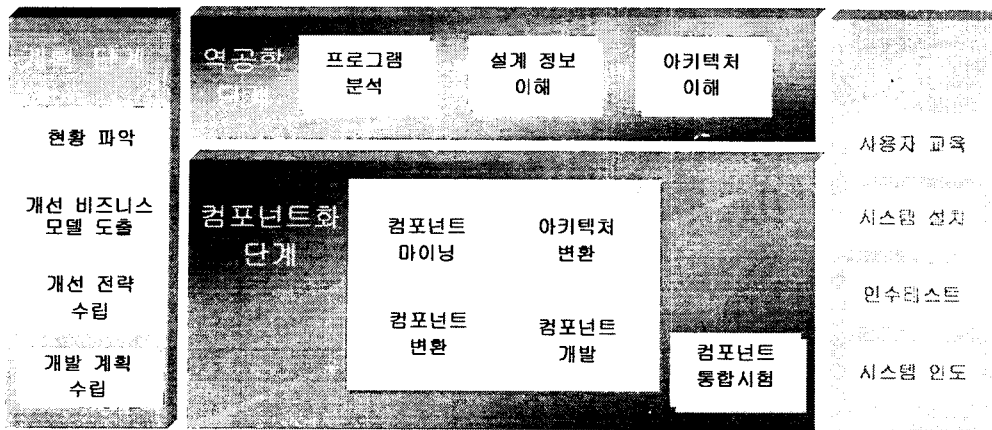 단계
현황 파악
개선 비즈니스
모델 도출
개선 전략
수립
개발 계획
수립
역공학
단계
프로그램
분석
설계 정보
이해
아키텍처
이해
컴포넌트화
단계
컴포넌트
마이닝
아키텍처
변환
컴포넌트
변환
컴포넌트
개발
컴포넌트
통합시험
사용자 교육
시스템 설치
인수테스트
시스템 인도